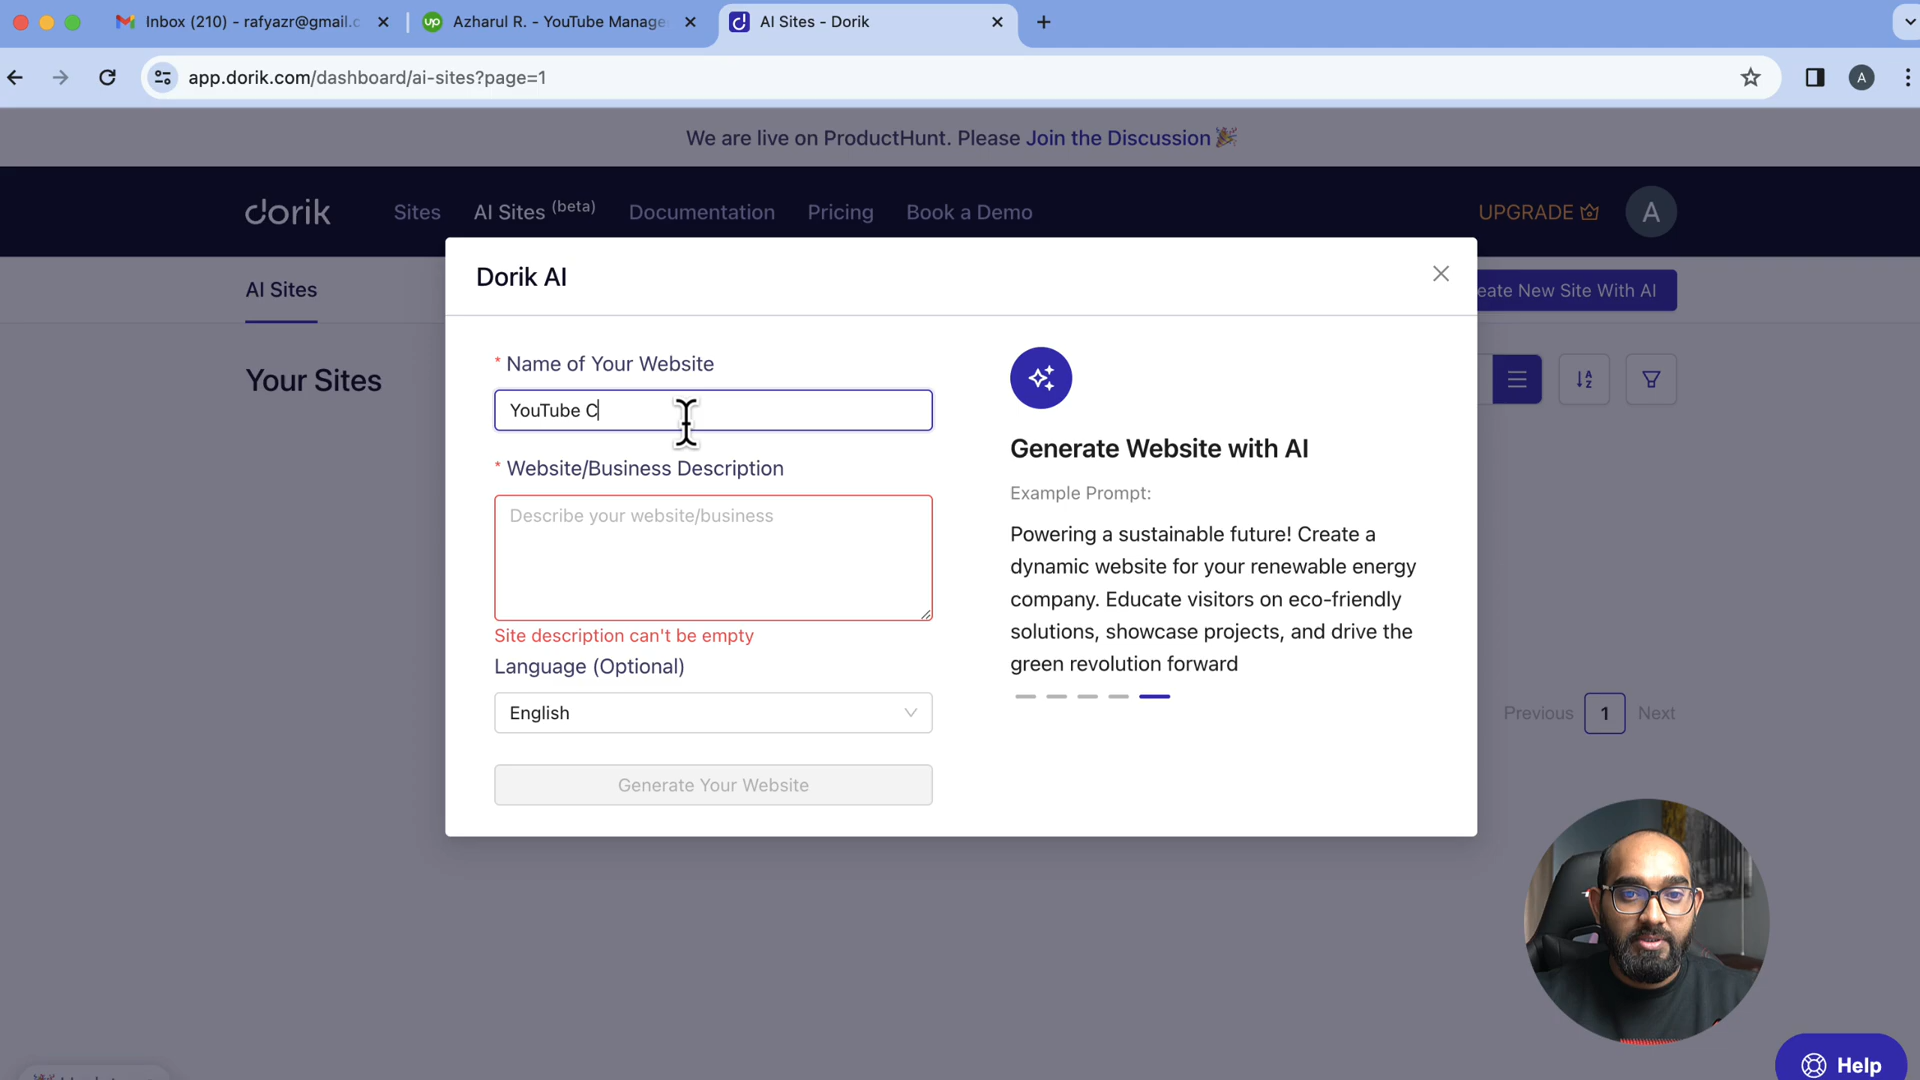 Inbox (210) - rafyazr@gmail.c
Azharul R. - YouTube Manage
AI Sites - Dorik
app.dorik.com/dashboard/ai-sites?page=1
A
We are live on ProductHunt. Please Join the Discussion 🎉
dorik
Sites
AI Sites (beta)
Documentation
Pricing
Book a Demo
UPGRADE
A
AI Sites
eate New Site With AI
Your Sites
Dorik AI
* Name of Your Website
YouTube C
* Website/Business Description
Describe your website/business
Site description can't be empty
Language (Optional)
English
Generate Your Website
Generate Website with AI
Example Prompt:
Powering a sustainable future! Create a
dynamic website for your renewable energy
company. Educate visitors on eco-friendly
solutions, showcase projects, and drive the
green revolution forward
Previous
1
Next
Help